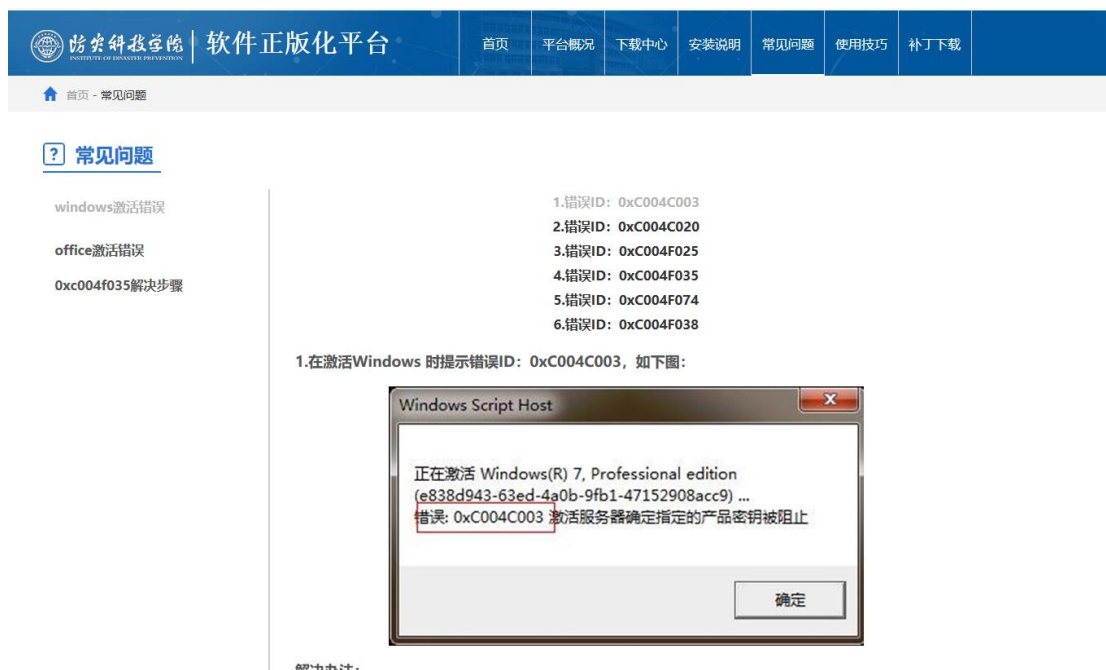 防灾科技学院
INSTITUTE OF DISASTER PREVENTION
软件正版化平台
首页 平台概况 下载中心 安装说明 常见问题 使用技巧 补丁下载
首页 - 常见问题
? 常见问题
windows激活错误
office激活错误
0xc004f035解决步骤
1.错误ID：0xC004C003
2.错误ID：0xC004C020
3.错误ID：0xC004F025
4.错误ID：0xC004F035
5.错误ID：0xC004F074
6.错误ID：0xC004F038
1.在激活Windows 时提示错误ID：0xC004C003，如下图：
Windows Script Host
正在激活 Windows(R) 7, Professional edition
(e838d943-63ed-4a0b-9fb1-47152908acc9) ...
错误: 0xC004C003 激活服务器确定指定的产品密钥被阻止
确定
解决办法：